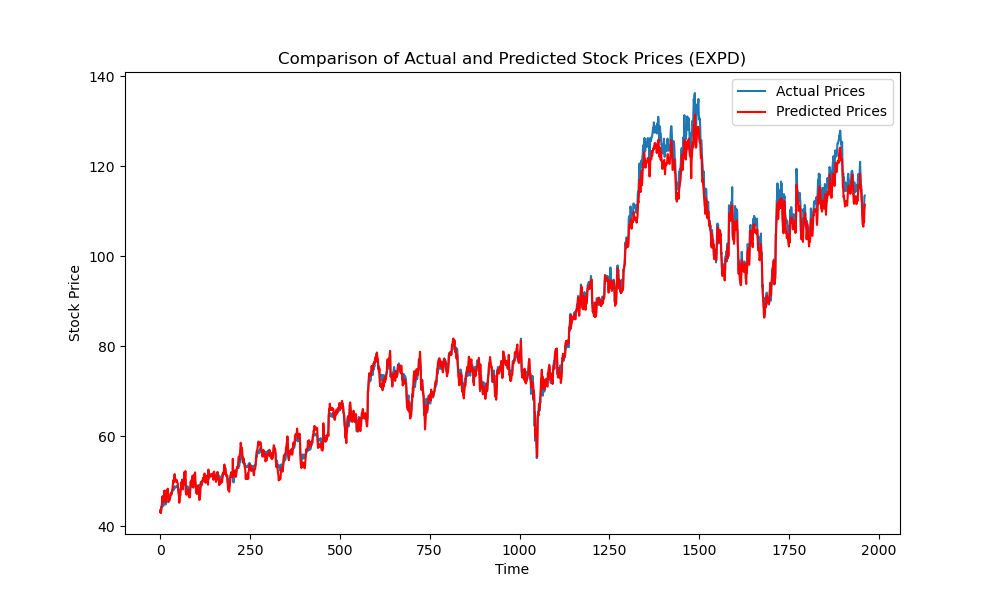 Comparison of Actual and Predicted Stock Prices (EXPD)
Actual Prices
Predicted Prices
Stock Price
140
120
100
80
60
40
0 250 500 750 1000 1250 1500 1750 2000
Time